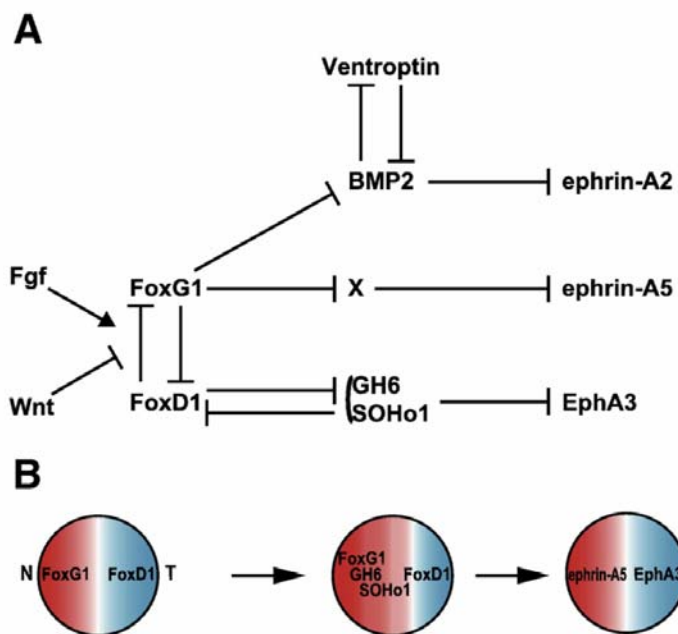 A
Ventroptin
BMP2 ephrin-A2
Fgf
FoxG1 X ephrin-A5
GH6
Wnt FoxD1 SOHo1 EphA3
B
N FoxG1 FoxD1 T
FoxG1
GH6 FoxD1
SOHo1
ephrin-A5 EphA3